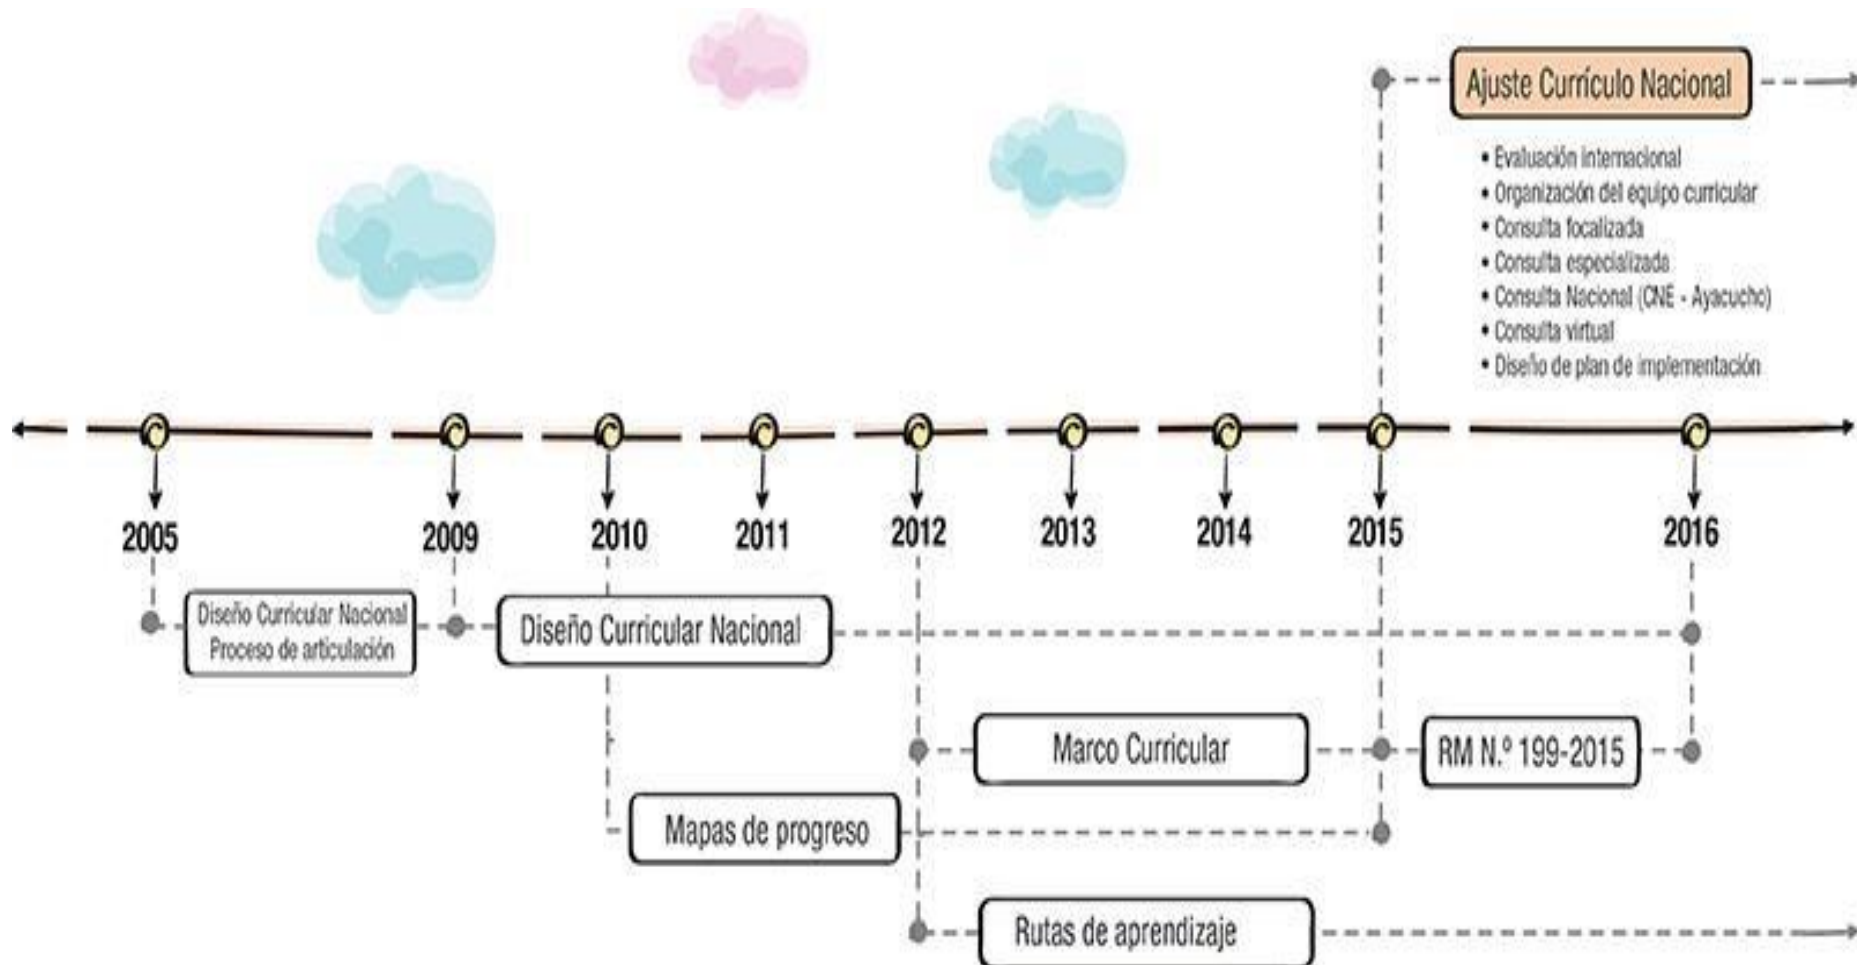 Ajuste Currículo Nacional
• Evaluación internacional
• Organización del equipo curricular
• Consulta focalizada
• Consulta especializada
• Consulta Nacional (CNE - Ayacucho)
• Consulta virtual
• Diseño de plan de implementación
2005
2009
2010
2011
2012
2013
2014
2015
2016
Diseño Curricular Nacional
Proceso de articulación
Diseño Curricular Nacional
Marco Curricular
RM N.º 199-2015
Mapas de progreso
Rutas de aprendizaje